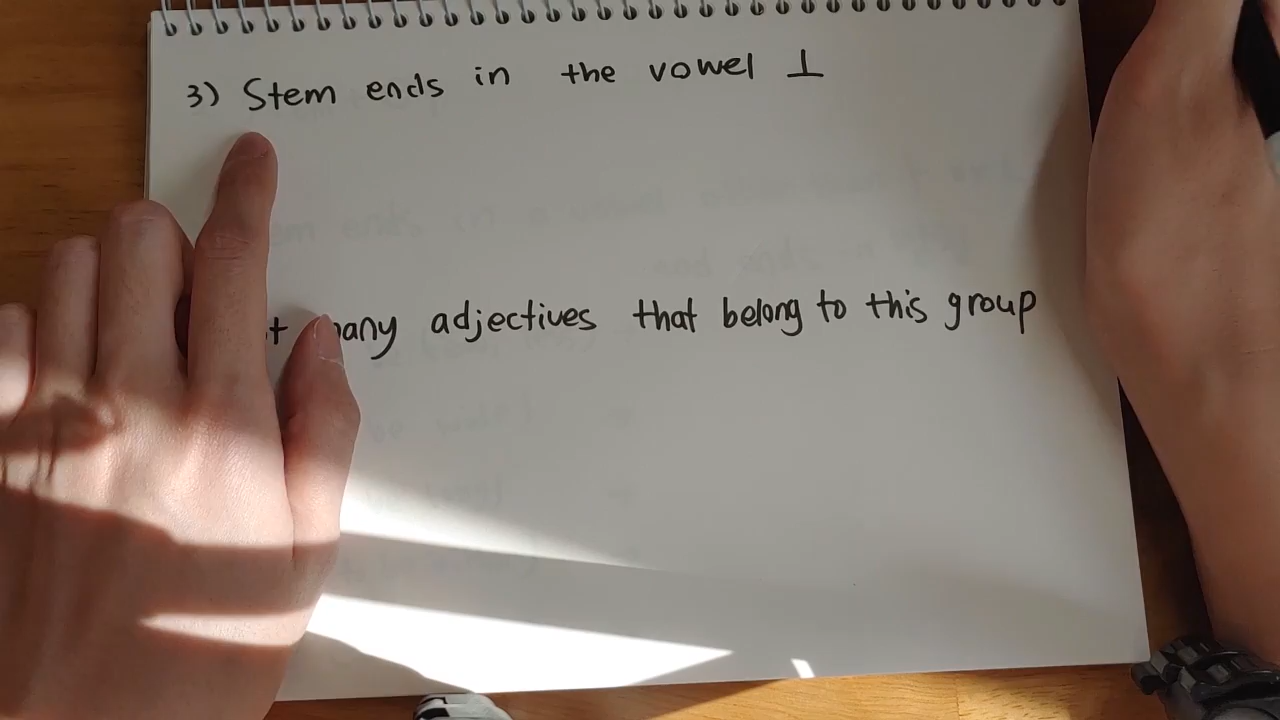 3) Stem ends in the vowel ㅗ
adjectives that belong to this group